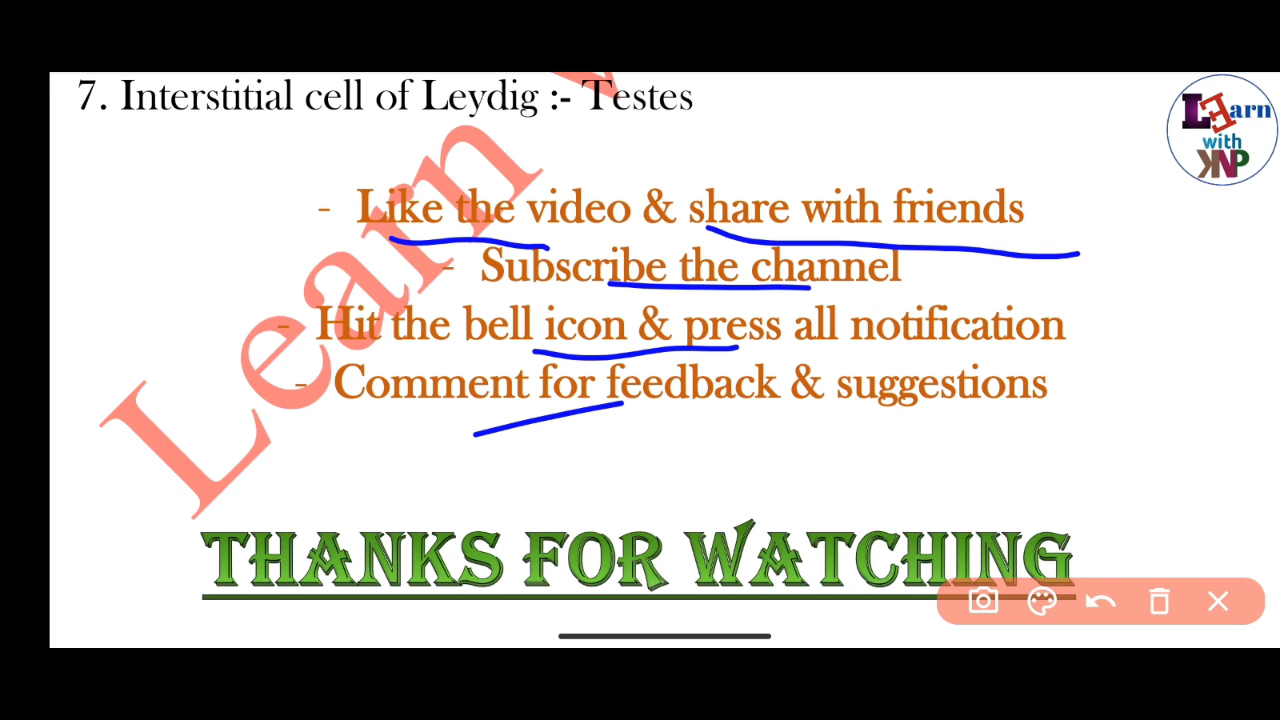 7. Interstitial cell of Leydig :- Testes
LEarn
with
KNP
- Like the video & share with friends
- Subscribe the channel
- Hit the bell icon & press all notification
- Comment for feedback & suggestions
Learn
THANKS FOR WATCHING